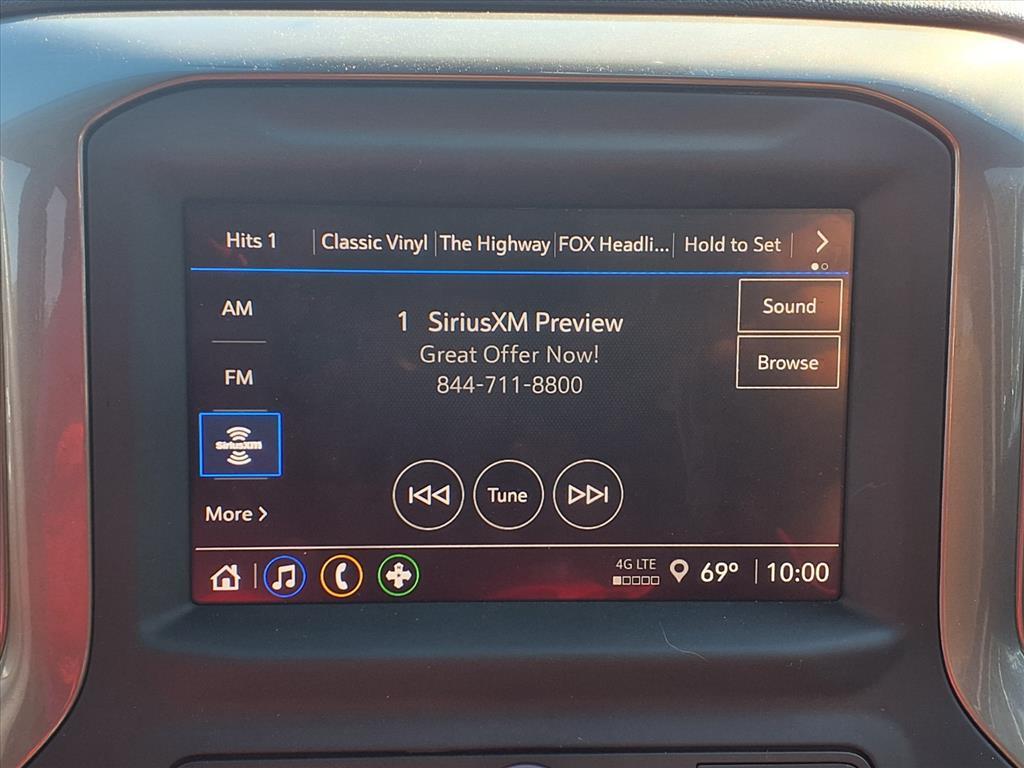 Hits 1
Classic Vinyl
The Highway
FOX Headli...
Hold to Set
AM
FM
SiriusXM
More
1 SiriusXM Preview
Great Offer Now!
844-711-8800
Sound
Browse
Tune
4G LTE
69°
10:00